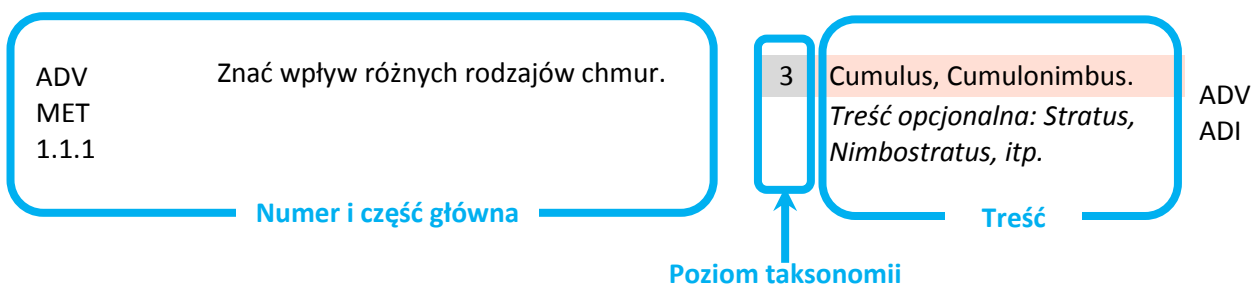 ADV
MET
1.1.1
Znać wpływ różnych rodzajów chmur.
3
Cumulus, Cumulonimbus.
Treść opcjonalna: Stratus,
Nimbostratus, itp.
ADV
ADI
Numer i część główna
Treść
Poziom taksonomii